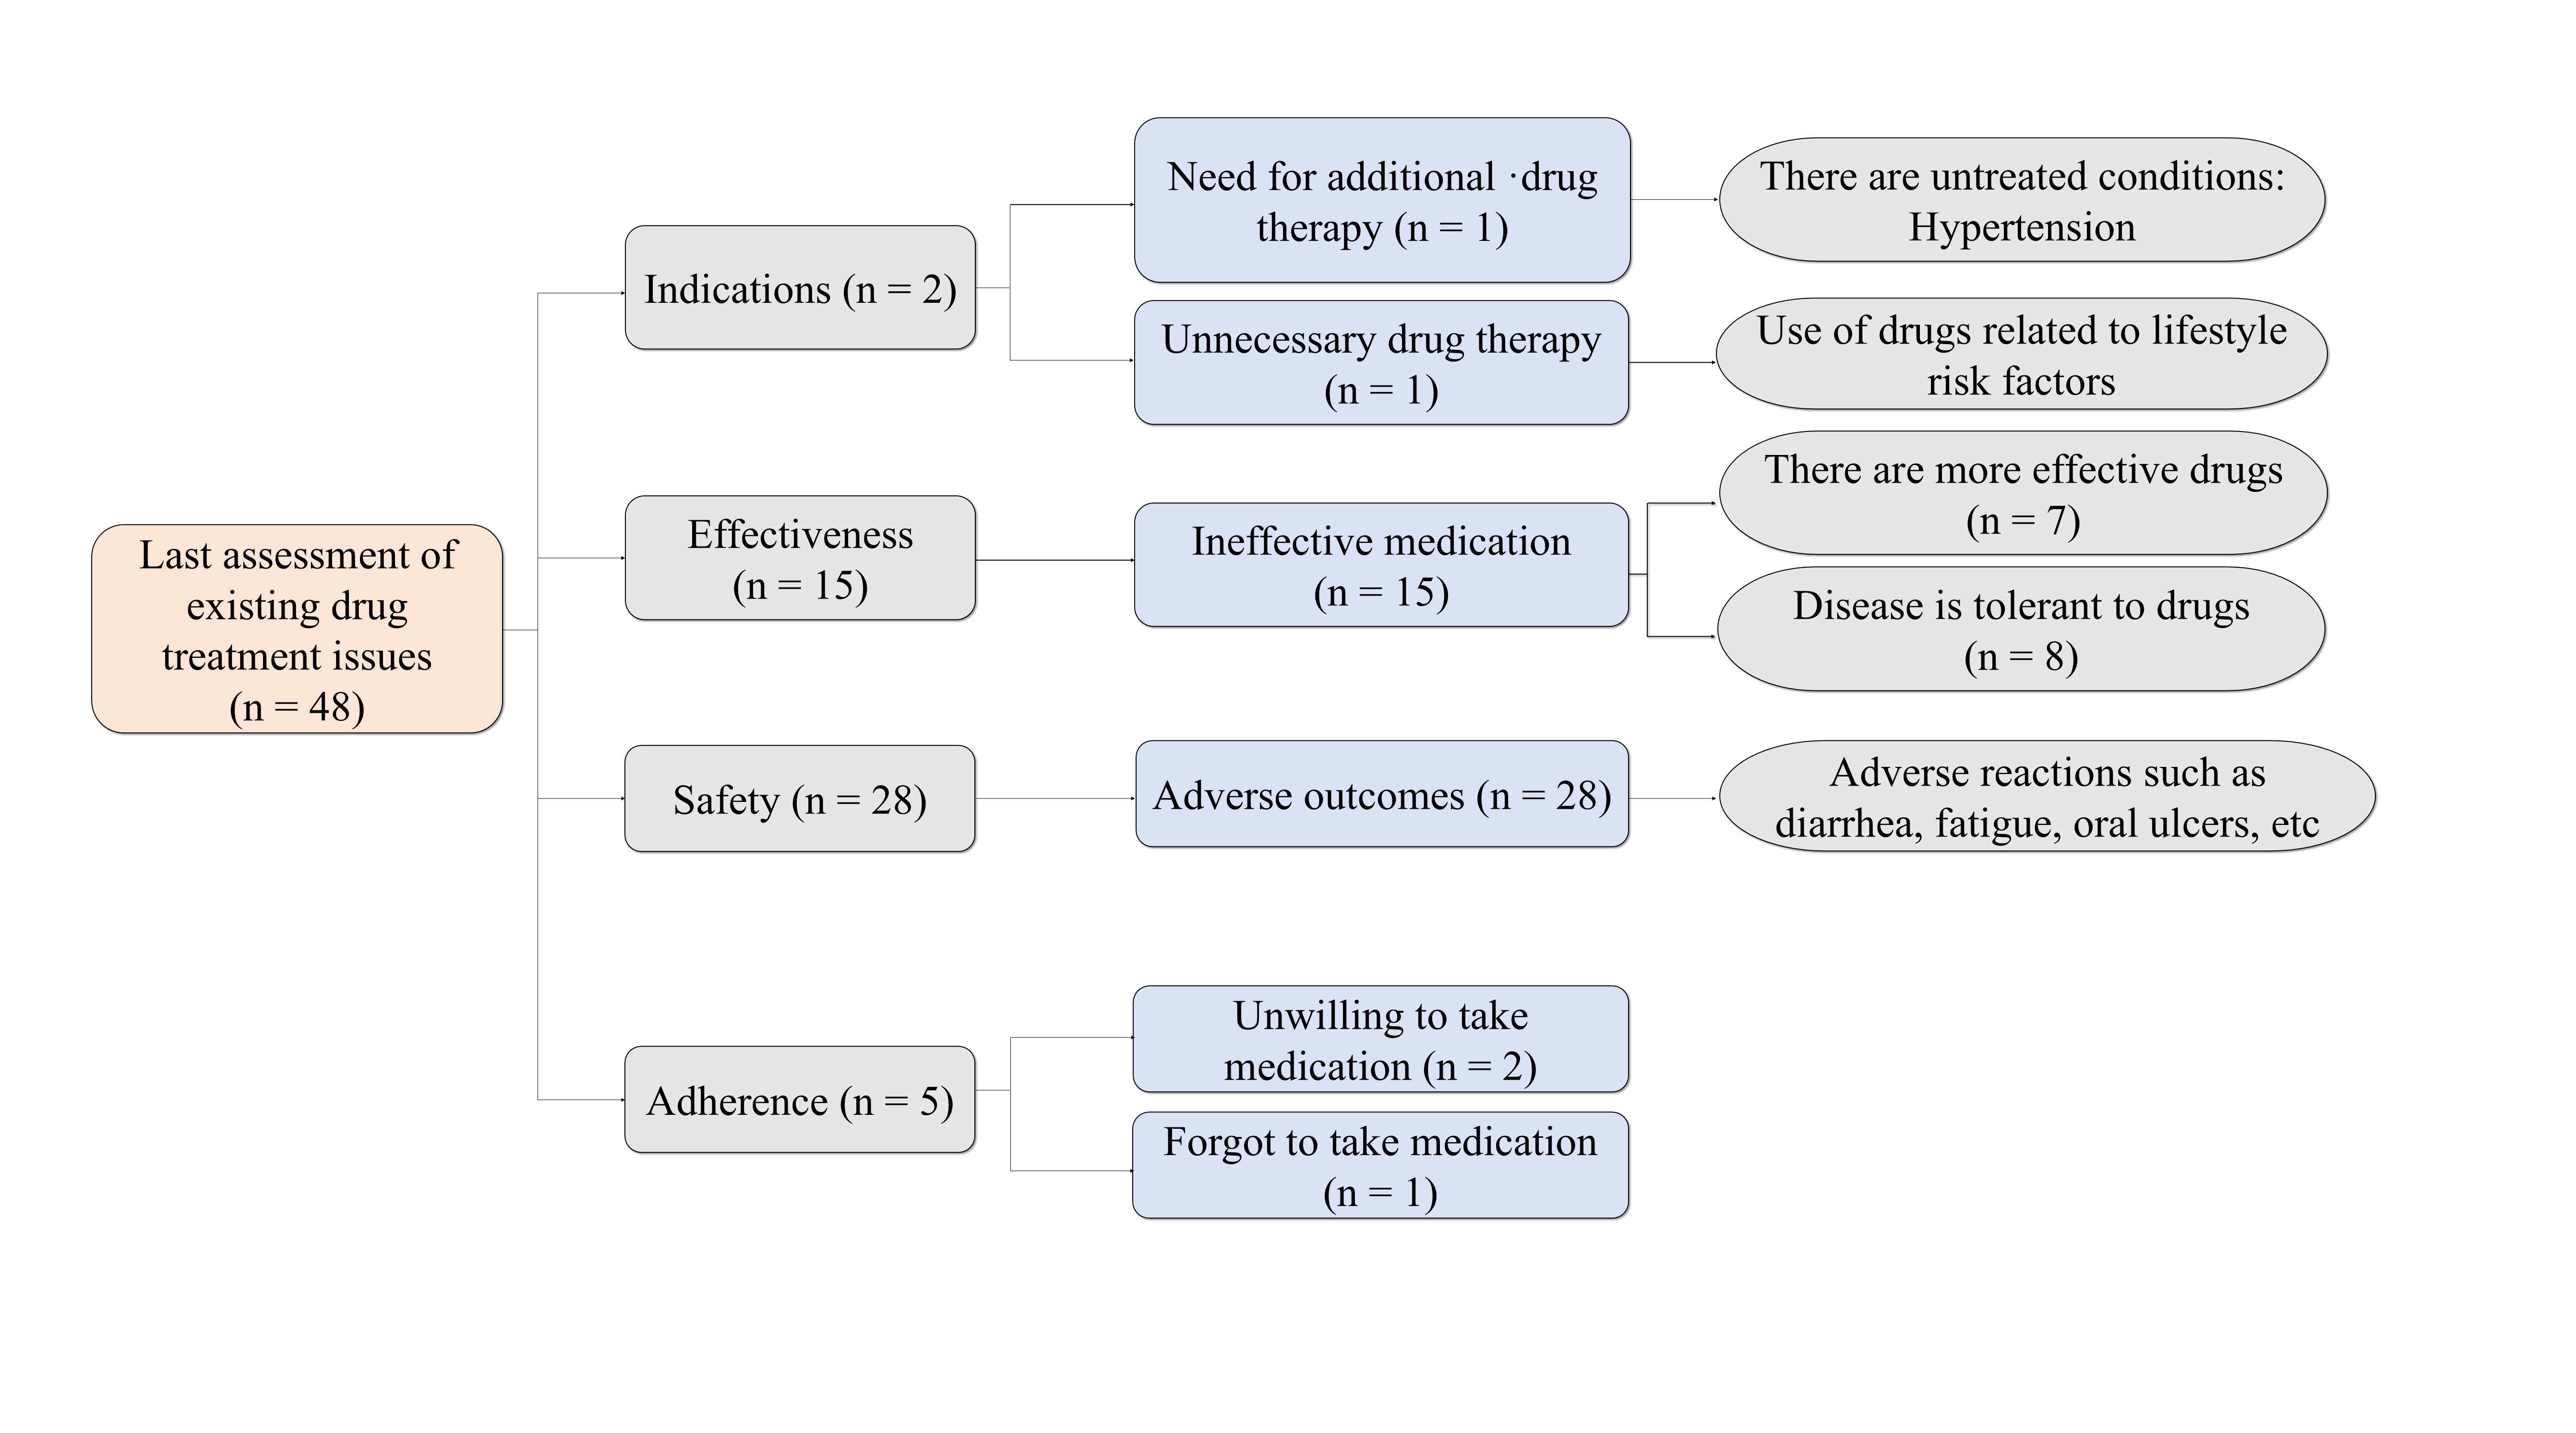 Last assessment of
existing drug
treatment issues
(n = 48)
Indications (n = 2)
Need for additional ·drug
therapy (n = 1)
There are untreated conditions:
Hypertension
Unnecessary drug therapy
(n = 1)
Use of drugs related to lifestyle
risk factors
Effectiveness
(n = 15)
Ineffective medication
(n = 15)
There are more effective drugs
(n = 7)
Disease is tolerant to drugs
(n = 8)
Safety (n = 28)
Adverse outcomes (n = 28)
Adverse reactions such as
diarrhea, fatigue, oral ulcers, etc
Adherence (n = 5)
Unwilling to take
medication (n = 2)
Forgot to take medication
(n = 1)